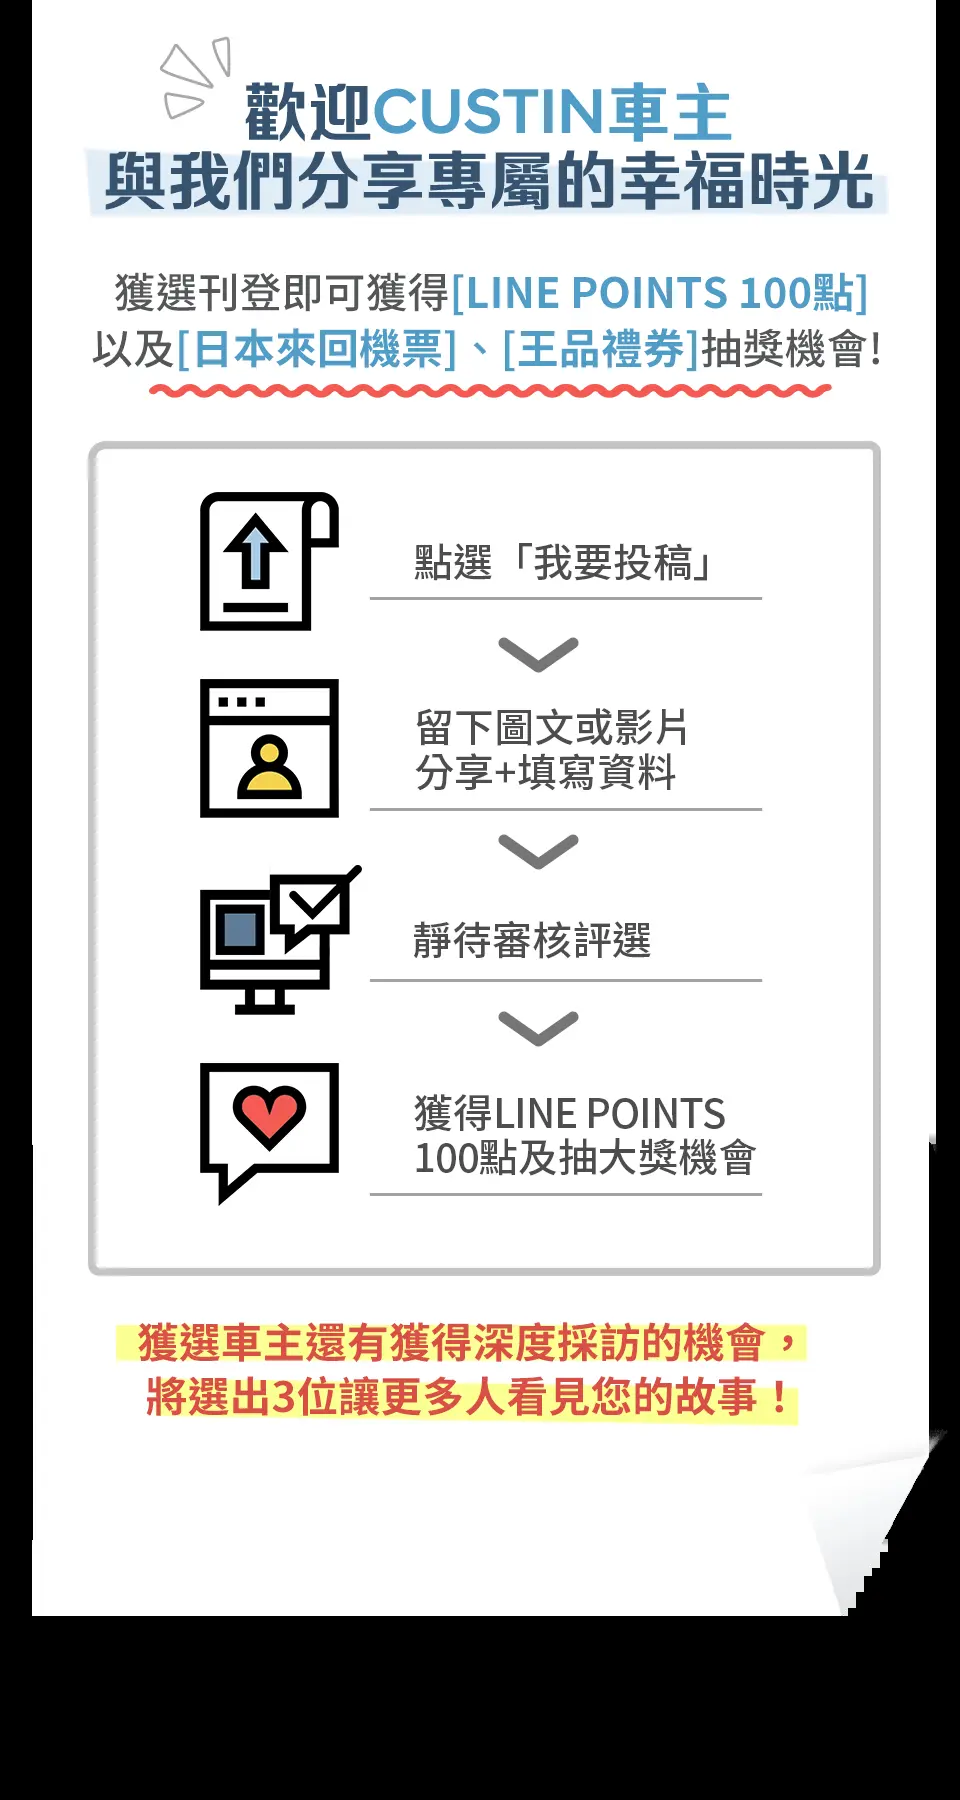 歡迎CUSTIN車主
與我們分享專屬的幸福時光
獲選刊登即可獲得[LINE POINTS 100點]
以及[日本來回機票]、[王品禮券]抽獎機會!
點選「我要投稿」
留下圖文或影片
分享+填寫資料
靜待審核評選
獲得LINE POINTS
100點及抽大獎機會
獲選車主還有獲得深度採訪的機會，
將選出3位讓更多人看見您的故事！